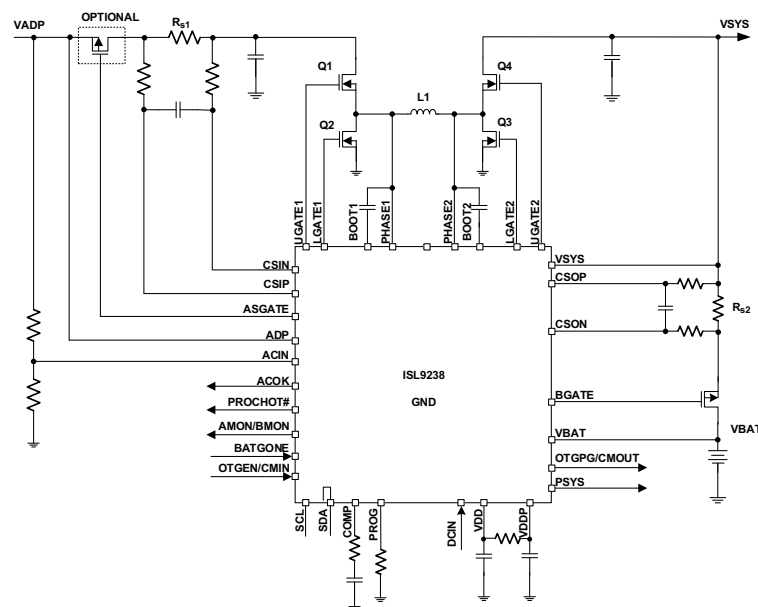 OPTIONAL
VADP
Rs1
VSYS
Q1
Q4
L1
Q2
Q3
UGATE1
LGATE1
BOOT1
PHASE1
PHASE2
BOOT2
LGATE2
UGATE2
CSIN
CSIP
ASGATE
ADP
ACIN
ACOK
PROCHOT#
AMON/BMON
BATGONE
OTGEN/CMIN
ISL9238
GND
VSYS
CSOP
CSON
Rs2
BGATE
VBAT
VBAT
OTGPG/CMOUT
PSYS
SCL
SDA
COMP
PROG
DCIN
VDD
VDDP